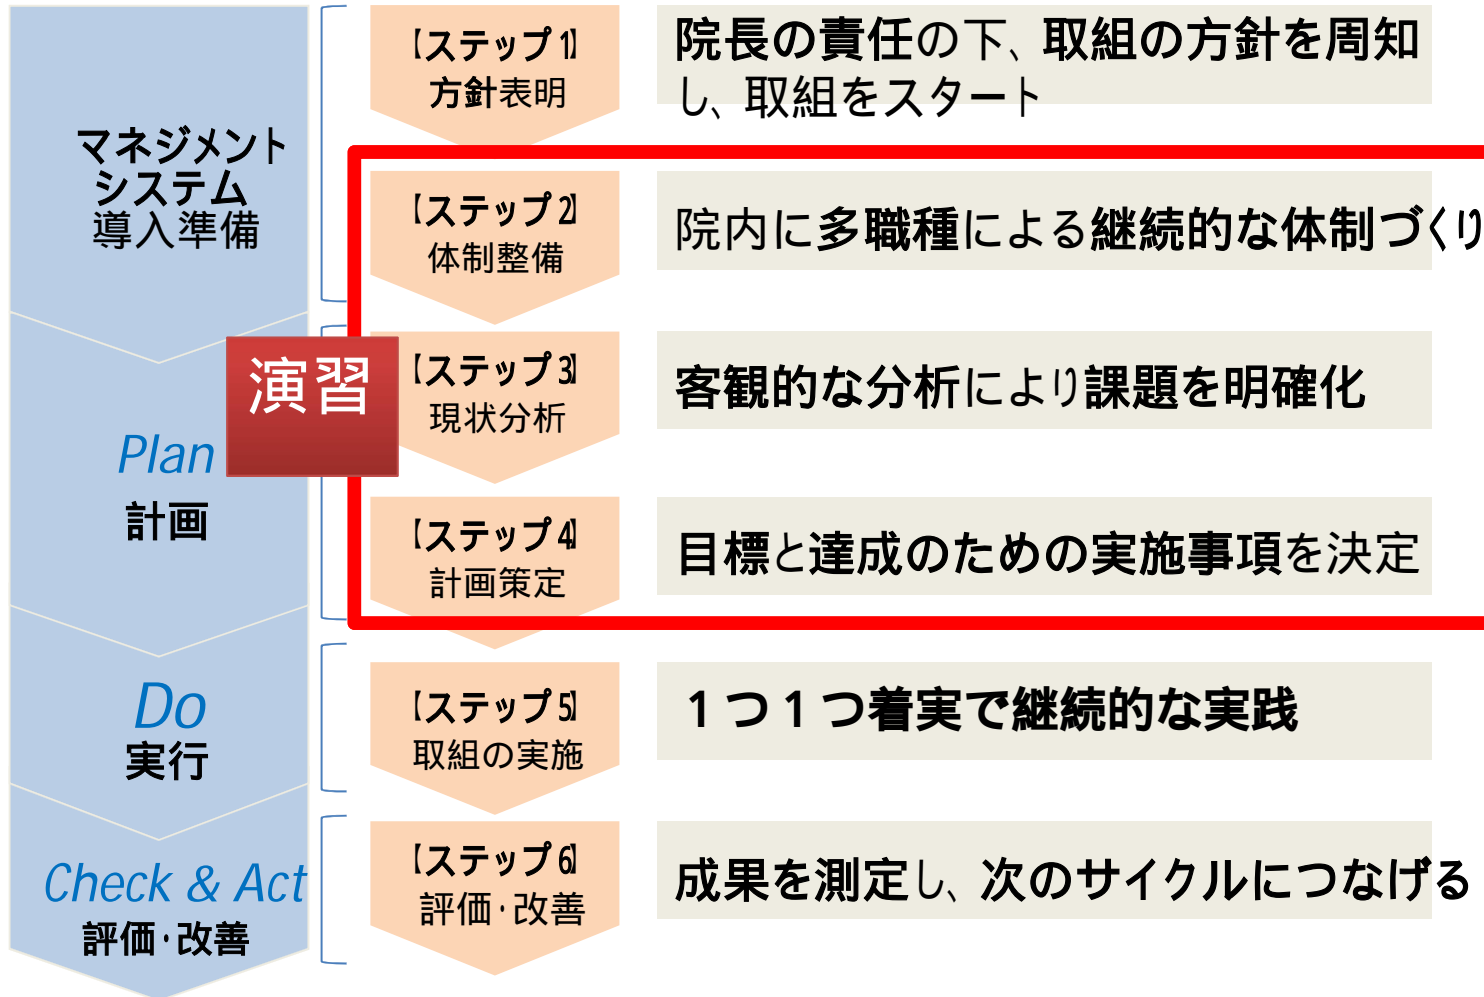 マネジメント
システム
導入準備
【ステップ1】
方針表明
院長の責任の下、取組の方針を周知
し、取組をスタート
【ステップ2】
体制整備
院内に多職種による継続的な体制づくり
演習
Plan
計画
【ステップ3】
現状分析
客観的な分析により課題を明確化
【ステップ4】
計画策定
目標と達成のための実施事項を決定
Do
実行
【ステップ5】
取組の実施
１つ１つ着実で継続的な実践
Check & Act
評価・改善
【ステップ6】
評価・改善
成果を測定し、次のサイクルにつなげる